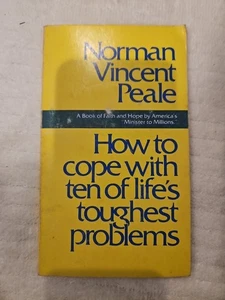 Norman
Vincent
Peale
A Book of Faith and Hope by America's
"Minister to Millions"
How to
cope with
ten of life's
toughest
problems